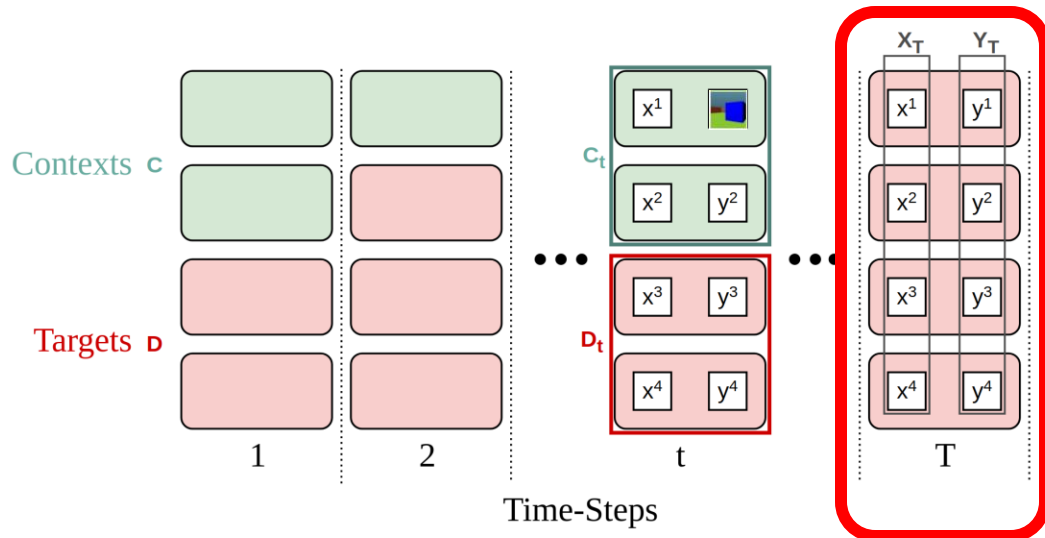 X_T Y_T
x¹ x¹ y¹
Contexts C C_t
x² y² x² y²
... ...
x³ y³ x³ y³
Targets D D_t
x⁴ y⁴ x⁴ y⁴
1 2 t T
Time-Steps